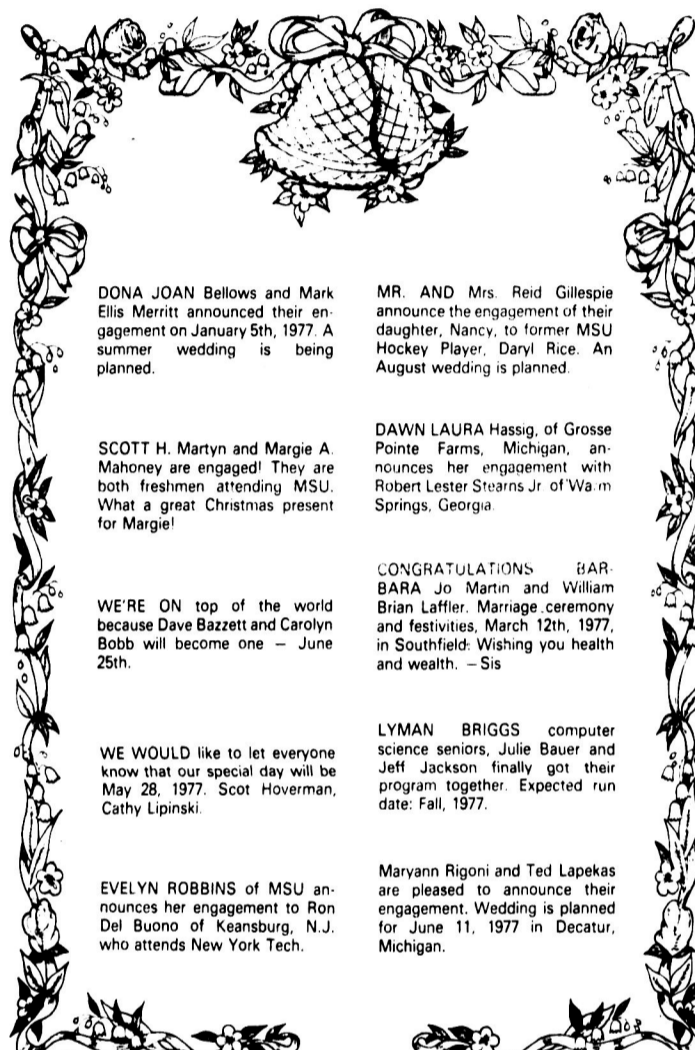 DONA JOAN Bellows and Mark
Ellis Merritt announced their en-
gagement on January 5th, 1977. A
summer wedding is being
planned.
SCOTT H. Martyn and Margie A.
Mahoney are engaged! They are
both freshmen attending MSU.
What a great Christmas present
for Margie!
WE'RE ON top of the world
because Dave Bazzett and Carolyn
Bobb will become one — June
25th.
WE WOULD like to let everyone
know that our special day will be
May 28, 1977. Scot Hoverman,
Cathy Lipinski.
EVELYN ROBBINS of MSU an-
nounces her engagement to Ron
Del Buono of Keansburg, N.J.
who attends New York Tech.
MR. AND Mrs. Reid Gillespie
announce the engagement of their
daughter, Nancy, to former MSU
Hockey Player, Daryl Rice. An
August wedding is planned.
DAWN LAURA Hassig, of Grosse
Pointe Farms, Michigan, an-
nounces her engagement with
Robert Lester Stearns Jr. of Warm
Springs, Georgia.
CONGRATULATIONS BAR-
BARA Jo Martin and William
Brian Laffler. Marriage ceremony
and festivities, March 12th, 1977,
in Southfield. Wishing you health
and wealth. — Sis
LYMAN BRIGGS computer
science seniors, Julie Bauer and
Jeff Jackson finally got their
program together. Expected run
date: Fall, 1977.
Maryann Rigoni and Ted Lapekas
are pleased to announce their
engagement. Wedding is planned
for June 11, 1977 in Decatur,
Michigan.